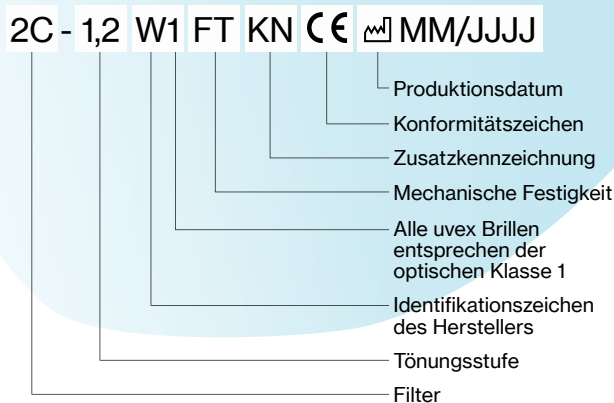 2C - 1,2 W1 FT KN CE MM/JJJJ
Produktionsdatum
Konformitätszeichen
Zusatzkennzeichnung
Mechanische Festigkeit
Alle uvex Brillen
entsprechen der
optischen Klasse 1
Identifikationszeichen
des Herstellers
Tönungsstufe
Filter